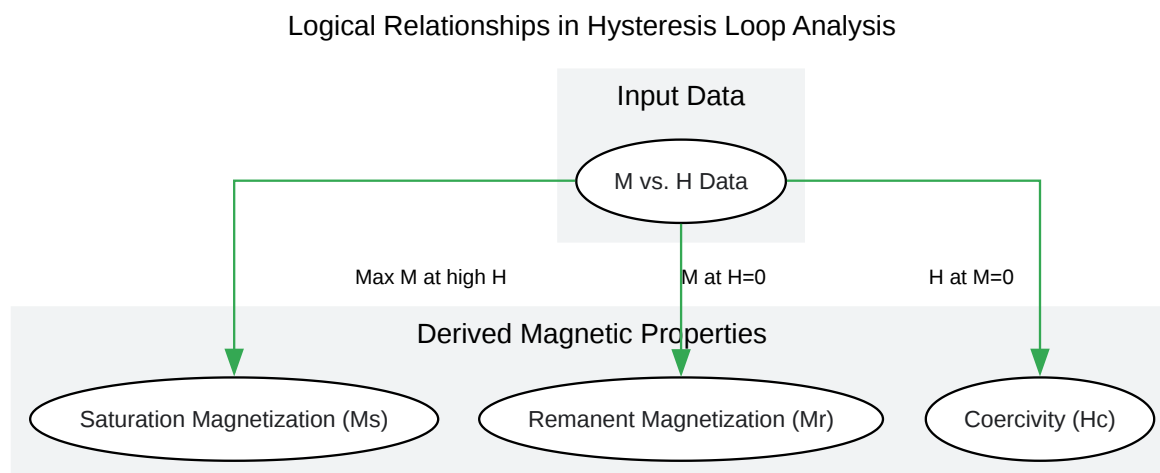 Logical Relationships in Hysteresis Loop Analysis
Input Data
M vs. H Data
Max M at high H
M at H=0
H at M=0
Derived Magnetic Properties
Saturation Magnetization (Ms)
Remanent Magnetization (Mr)
Coercivity (Hc)